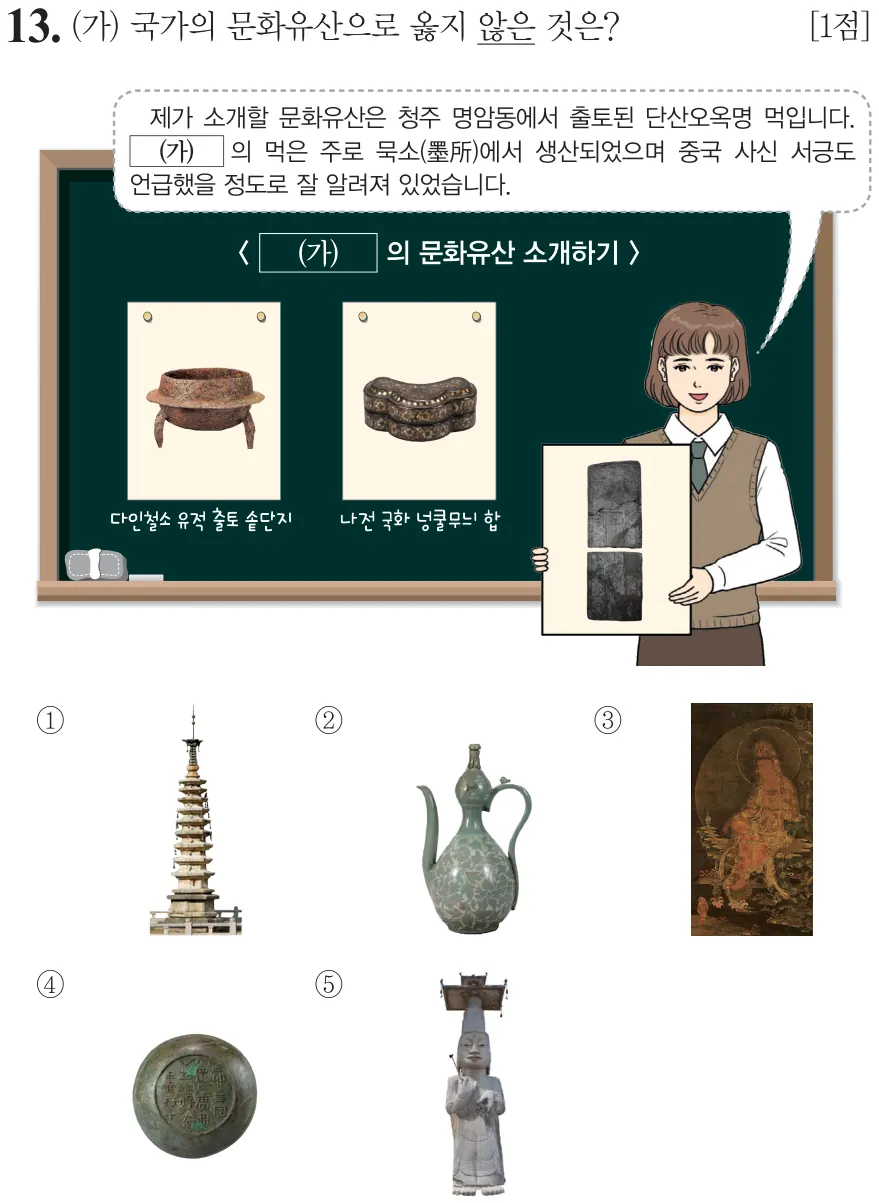 13. (가) 국가의 문화유산으로 옳지 않은 것은? [1점]
제가 소개할 문화유산은 청주 명암동에서 출토된 단산오옥명 먹입니다.
(가) 의 먹은 주로 묵소(墨所)에서 생산되었으며 중국 사신 서긍도
언급했을 정도로 잘 알려져 있었습니다.
< (가) 의 문화유산 소개하기 >
다인철소 유적 출토 솥단지
나전 국화 넝쿨무늬 합
① ② ③
④ ⑤